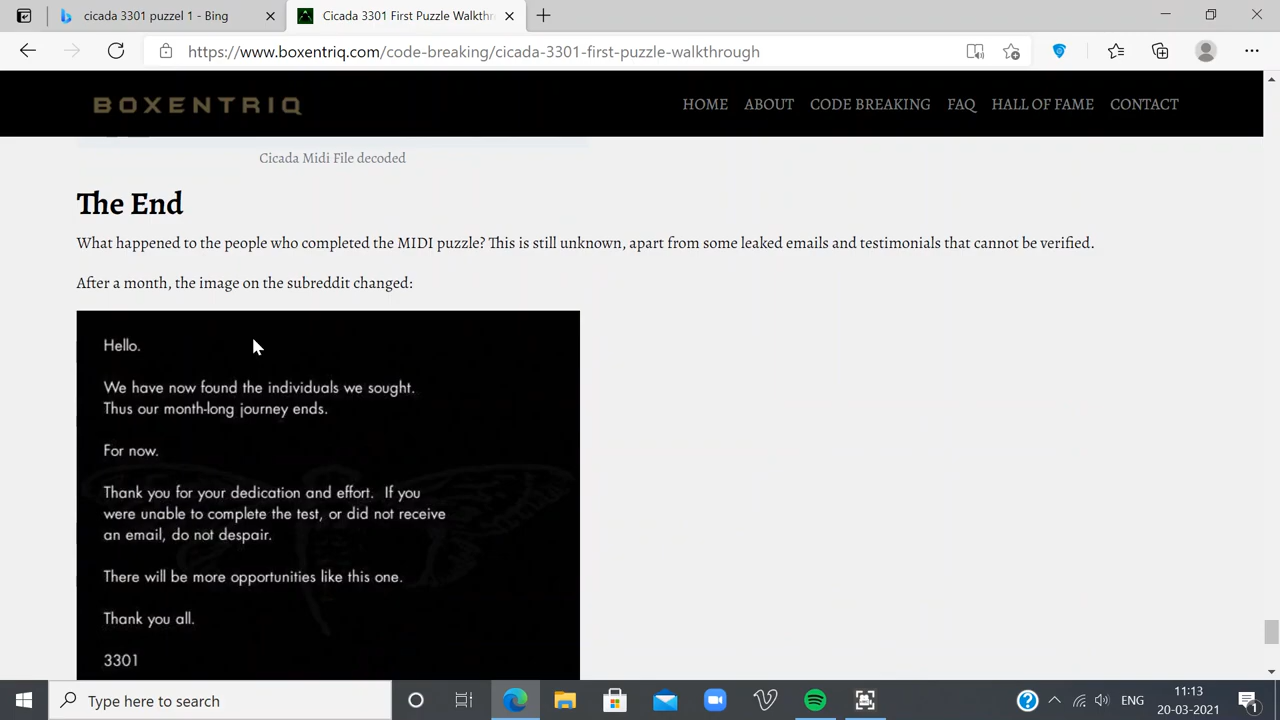 cicada 3301 puzzel 1 - Bing
Cicada 3301 First Puzzle Walkthr
https://www.boxentriq.com/code-breaking/cicada-3301-first-puzzle-walkthrough
BOXENTRIQ
HOME ABOUT CODE BREAKING FAQ HALL OF FAME CONTACT
Cicada Midi File decoded
The End
What happened to the people who completed the MIDI puzzle? This is still unknown, apart from some leaked emails and testimonials that cannot be verified.
After a month, the image on the subreddit changed:
Hello.
We have now found the individuals we sought.
Thus our month-long journey ends.
For now.
Thank you for your dedication and effort. If you
were unable to complete the test, or did not receive
an email, do not despair.
There will be more opportunities like this one.
Thank you all.
3301
Type here to search
ENG
11:13
20-03-2021
1